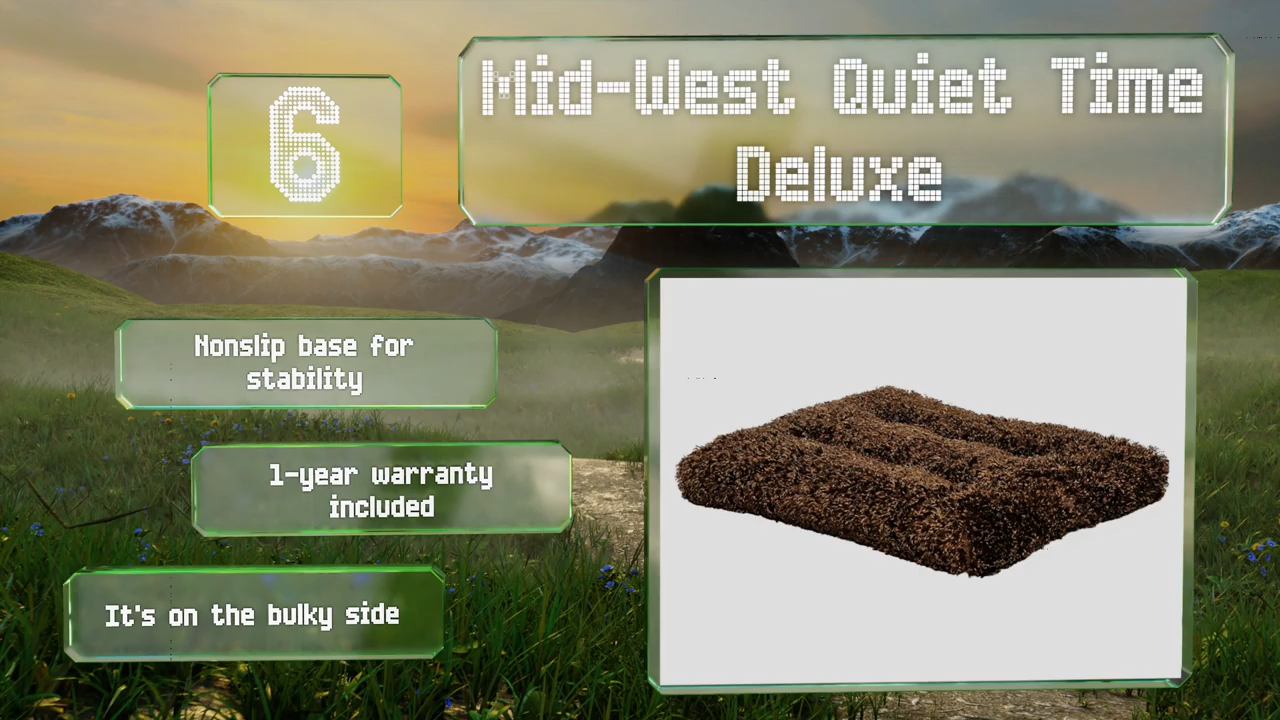 6
Mid-West Quiet Time
Deluxe
Nonslip base for
stability
1-year warranty
included
It's on the bulky side